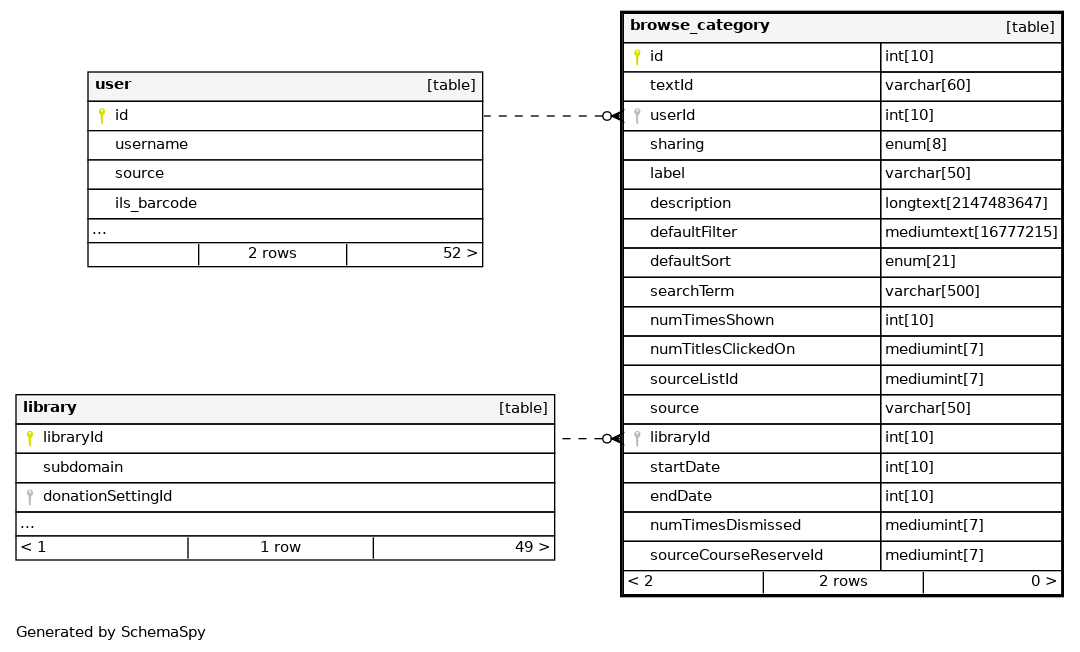 user [table]
id
username
source
ils_barcode
...
2 rows 52 >
library [table]
libraryId
subdomain
donationSettingId
...
< 1 1 row 49 >
browse_category [table]
id int[10]
textId varchar[60]
userId int[10]
sharing enum[8]
label varchar[50]
description longtext[2147483647]
defaultFilter mediumtext[16777215]
defaultSort enum[21]
searchTerm varchar[500]
numTimesShown int[10]
numTitlesClickedOn mediumint[7]
sourceListId mediumint[7]
source varchar[50]
libraryId int[10]
startDate int[10]
endDate int[10]
numTimesDismissed mediumint[7]
sourceCourseReserveId mediumint[7]
< 2 2 rows 0 >
Generated by SchemaSpy